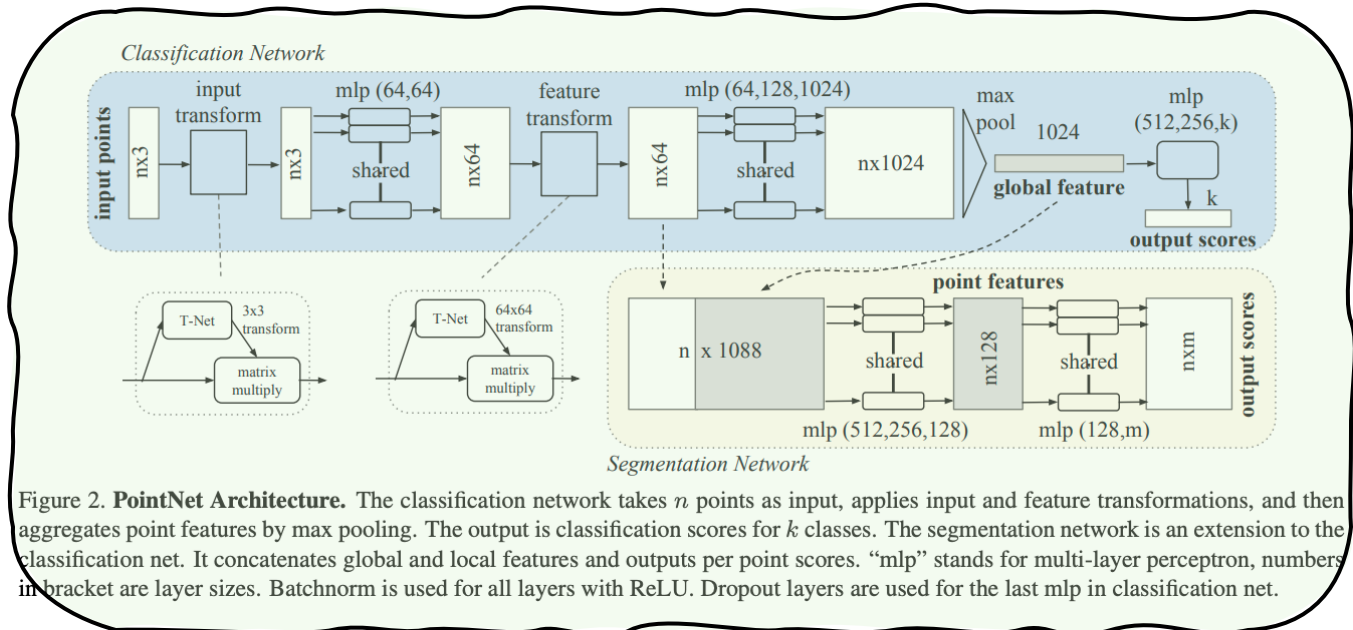 Classification Network
input points
nx3
input
transform
nx3
mlp (64,64)
shared
nx64
feature
transform
nx64
mlp (64,128,1024)
shared
nx1024
max
pool
1024
global feature
mlp
(512,256,k)
k
output scores
T-Net
3x3
transform
matrix
multiply
T-Net
64x64
transform
matrix
multiply
point features
n x 1088
shared
mlp (512,256,128)
nx128
shared
mlp (128,m)
nxm
output scores
Segmentation Network
Figure 2. PointNet Architecture. The classification network takes n points as input, applies input and feature transformations, and then
aggregates point features by max pooling. The output is classification scores for k classes. The segmentation network is an extension to the
classification net. It concatenates global and local features and outputs per point scores. “mlp” stands for multi-layer perceptron, numbers
in bracket are layer sizes. Batchnorm is used for all layers with ReLU. Dropout layers are used for the last mlp in classification net.